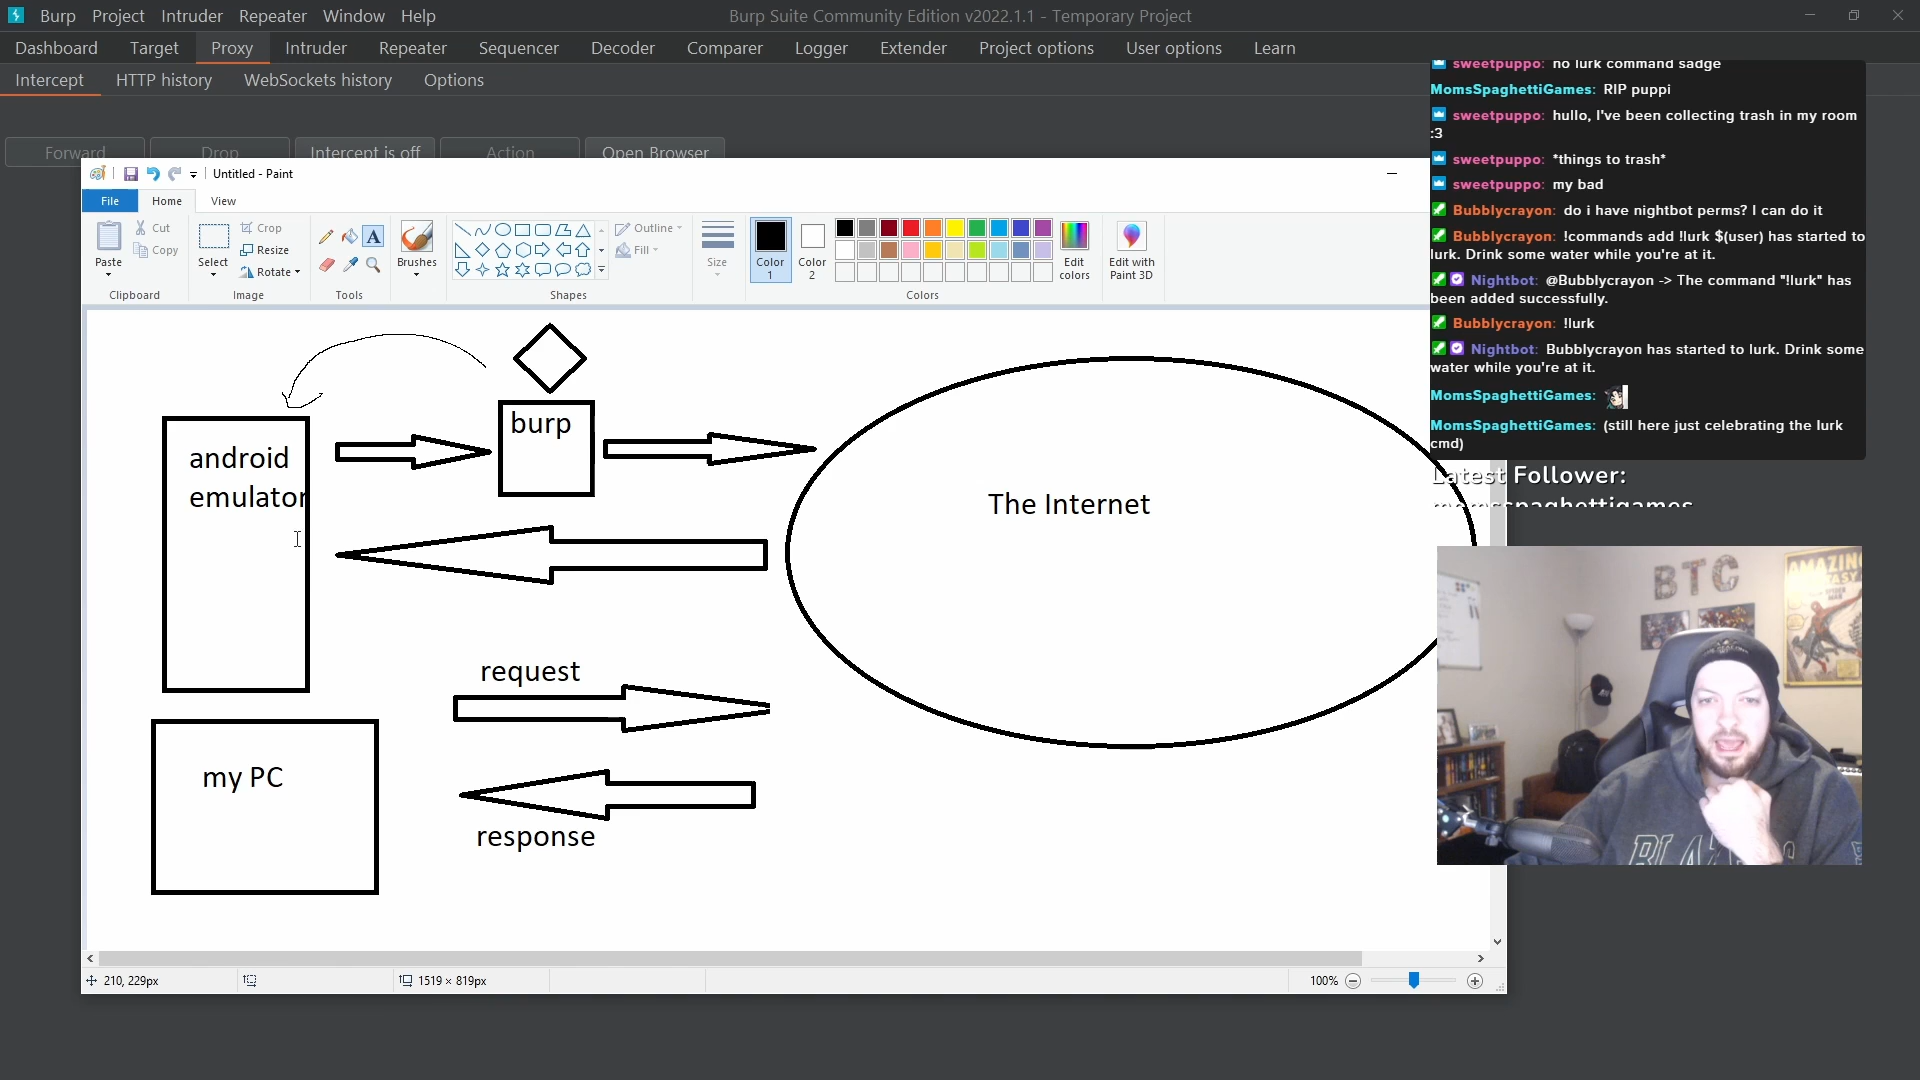 Burp Project Intruder Repeater Window Help
Burp Suite Community Edition v2022.1.1 - Temporary Project
Dashboard Target Proxy Intruder Repeater Sequencer Decoder Comparer Logger Extender Project options User options Learn
Intercept HTTP history WebSockets history Options
Forward Drop Intercept is off Action Open Browser
Untitled - Paint
File Home View
Paste
Cut
Copy
Clipboard
Select
Crop
Resize
Rotate
Image
Tools
Brushes
Outline
Fill
Shapes
Size
Color
1
Color
2
Edit
colors
Edit with
Paint 3D
Colors
burp
android
emulator
The Internet
request
my PC
response
210, 229px
1519 × 819px
100%
sweetpuppo: no lurk command sadge
MomsSpaghettiGames: RIP puppi
sweetpuppo: hullo, I've been collecting trash in my room
:3
sweetpuppo: *things to trash*
sweetpuppo: my bad
Bubblycrayon: do i have nightbot perms? I can do it
Bubblycrayon: !commands add !lurk $(user) has started to
lurk. Drink some water while you're at it.
Nightbot: @Bubblycrayon -> The command "!lurk" has
been added successfully.
Bubblycrayon: !lurk
Nightbot: Bubblycrayon has started to lurk. Drink some
water while you're at it.
MomsSpaghettiGames:
MomsSpaghettiGames: (still here just celebrating the lurk
cmd)
Latest Follower:
momsspaghettigames
BTC
AMAZING
FANTASY